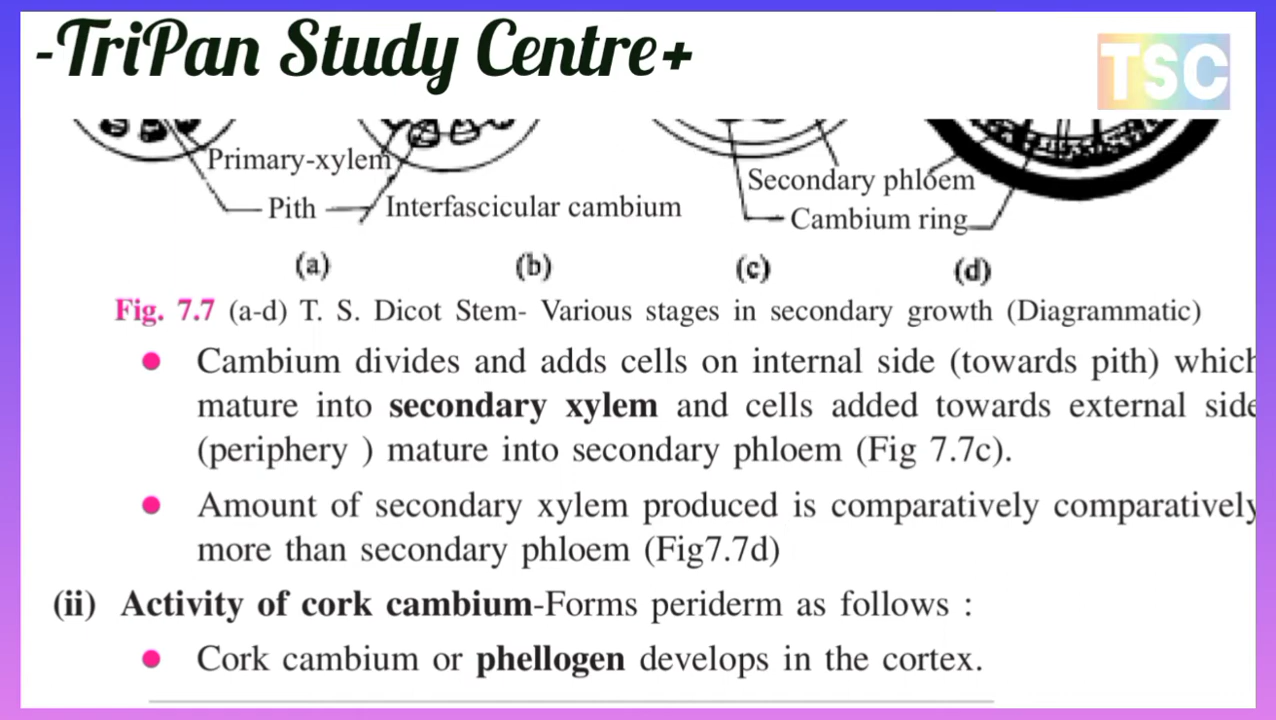 -TriPan Study Centre+
TSC
Primary-xylem
Pith
Interfascicular cambium
Secondary phloem
Cambium ring
(a) (b) (c) (d)
Fig. 7.7 (a-d) T. S. Dicot Stem- Various stages in secondary growth (Diagrammatic)
Cambium divides and adds cells on internal side (towards pith) which
mature into secondary xylem and cells added towards external side
(periphery ) mature into secondary phloem (Fig 7.7c).
Amount of secondary xylem produced is comparatively comparatively
more than secondary phloem (Fig7.7d)
(ii) Activity of cork cambium-Forms periderm as follows :
Cork cambium or phellogen develops in the cortex.